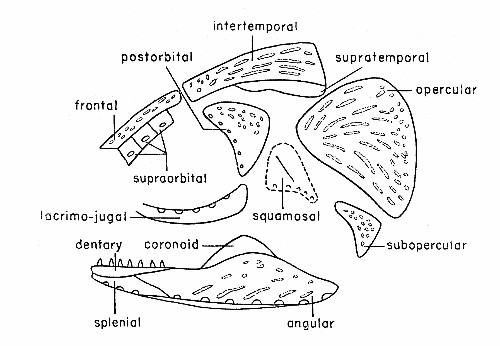 intertemporal
postorbital
supratemporal
opercular
frontal
supraorbital
lacrimo-jugal
squamosal
subopercular
dentary
coronoid
splenial
angular